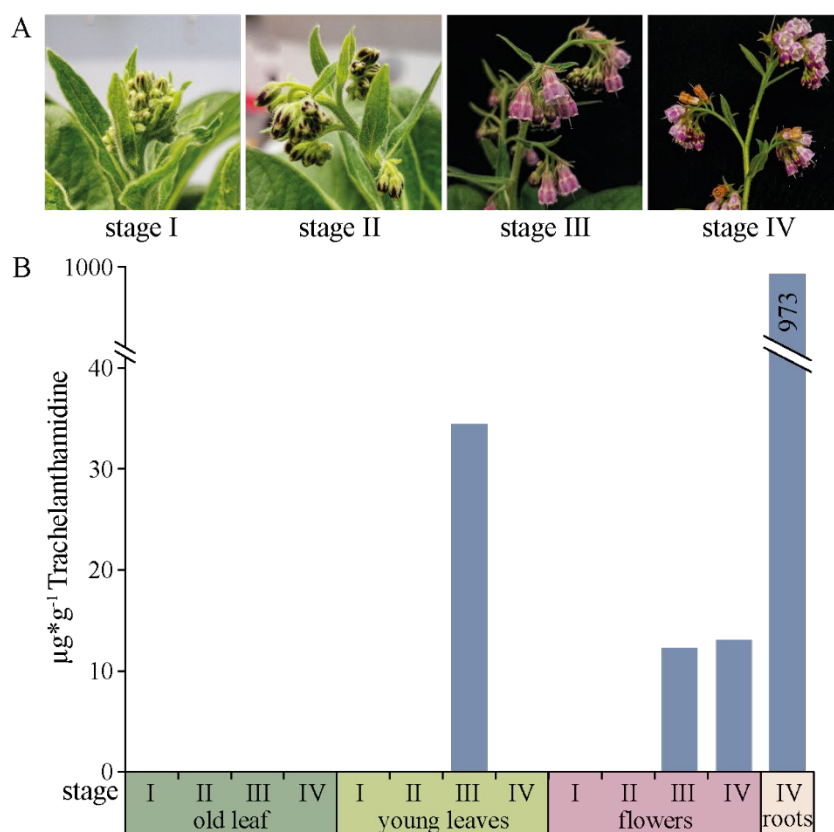 A
stage I stage II stage III stage IV
B
1000
973
40
30
20
10
0
µg*g⁻¹ Trachelanthamidine
stage I II III IV I II III IV I II III IV IV
old leaf young leaves flowers roots